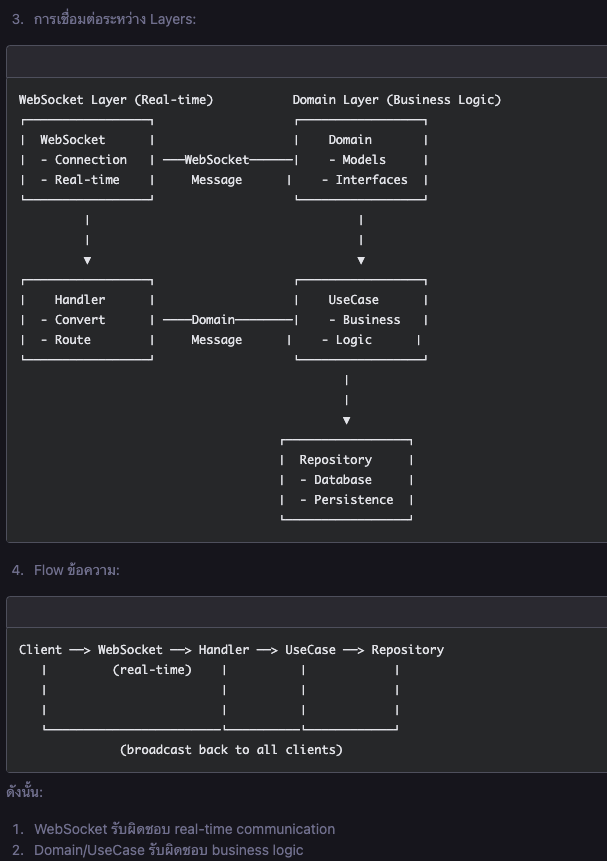 3. การเชื่อมต่อระหว่าง Layers:
WebSocket Layer (Real-time) Domain Layer (Business Logic)
WebSocket Domain
- Connection WebSocket - Models
- Real-time Message - Interfaces
Handler UseCase
- Convert Domain - Business
- Route Message - Logic
Repository
- Database
- Persistence
4. Flow ข้อความ:
Client ──> WebSocket ──> Handler ──> UseCase ──> Repository
(real-time)
(broadcast back to all clients)
ดังนั้น:
1. WebSocket รับผิดชอบ real-time communication
2. Domain/UseCase รับผิดชอบ business logic